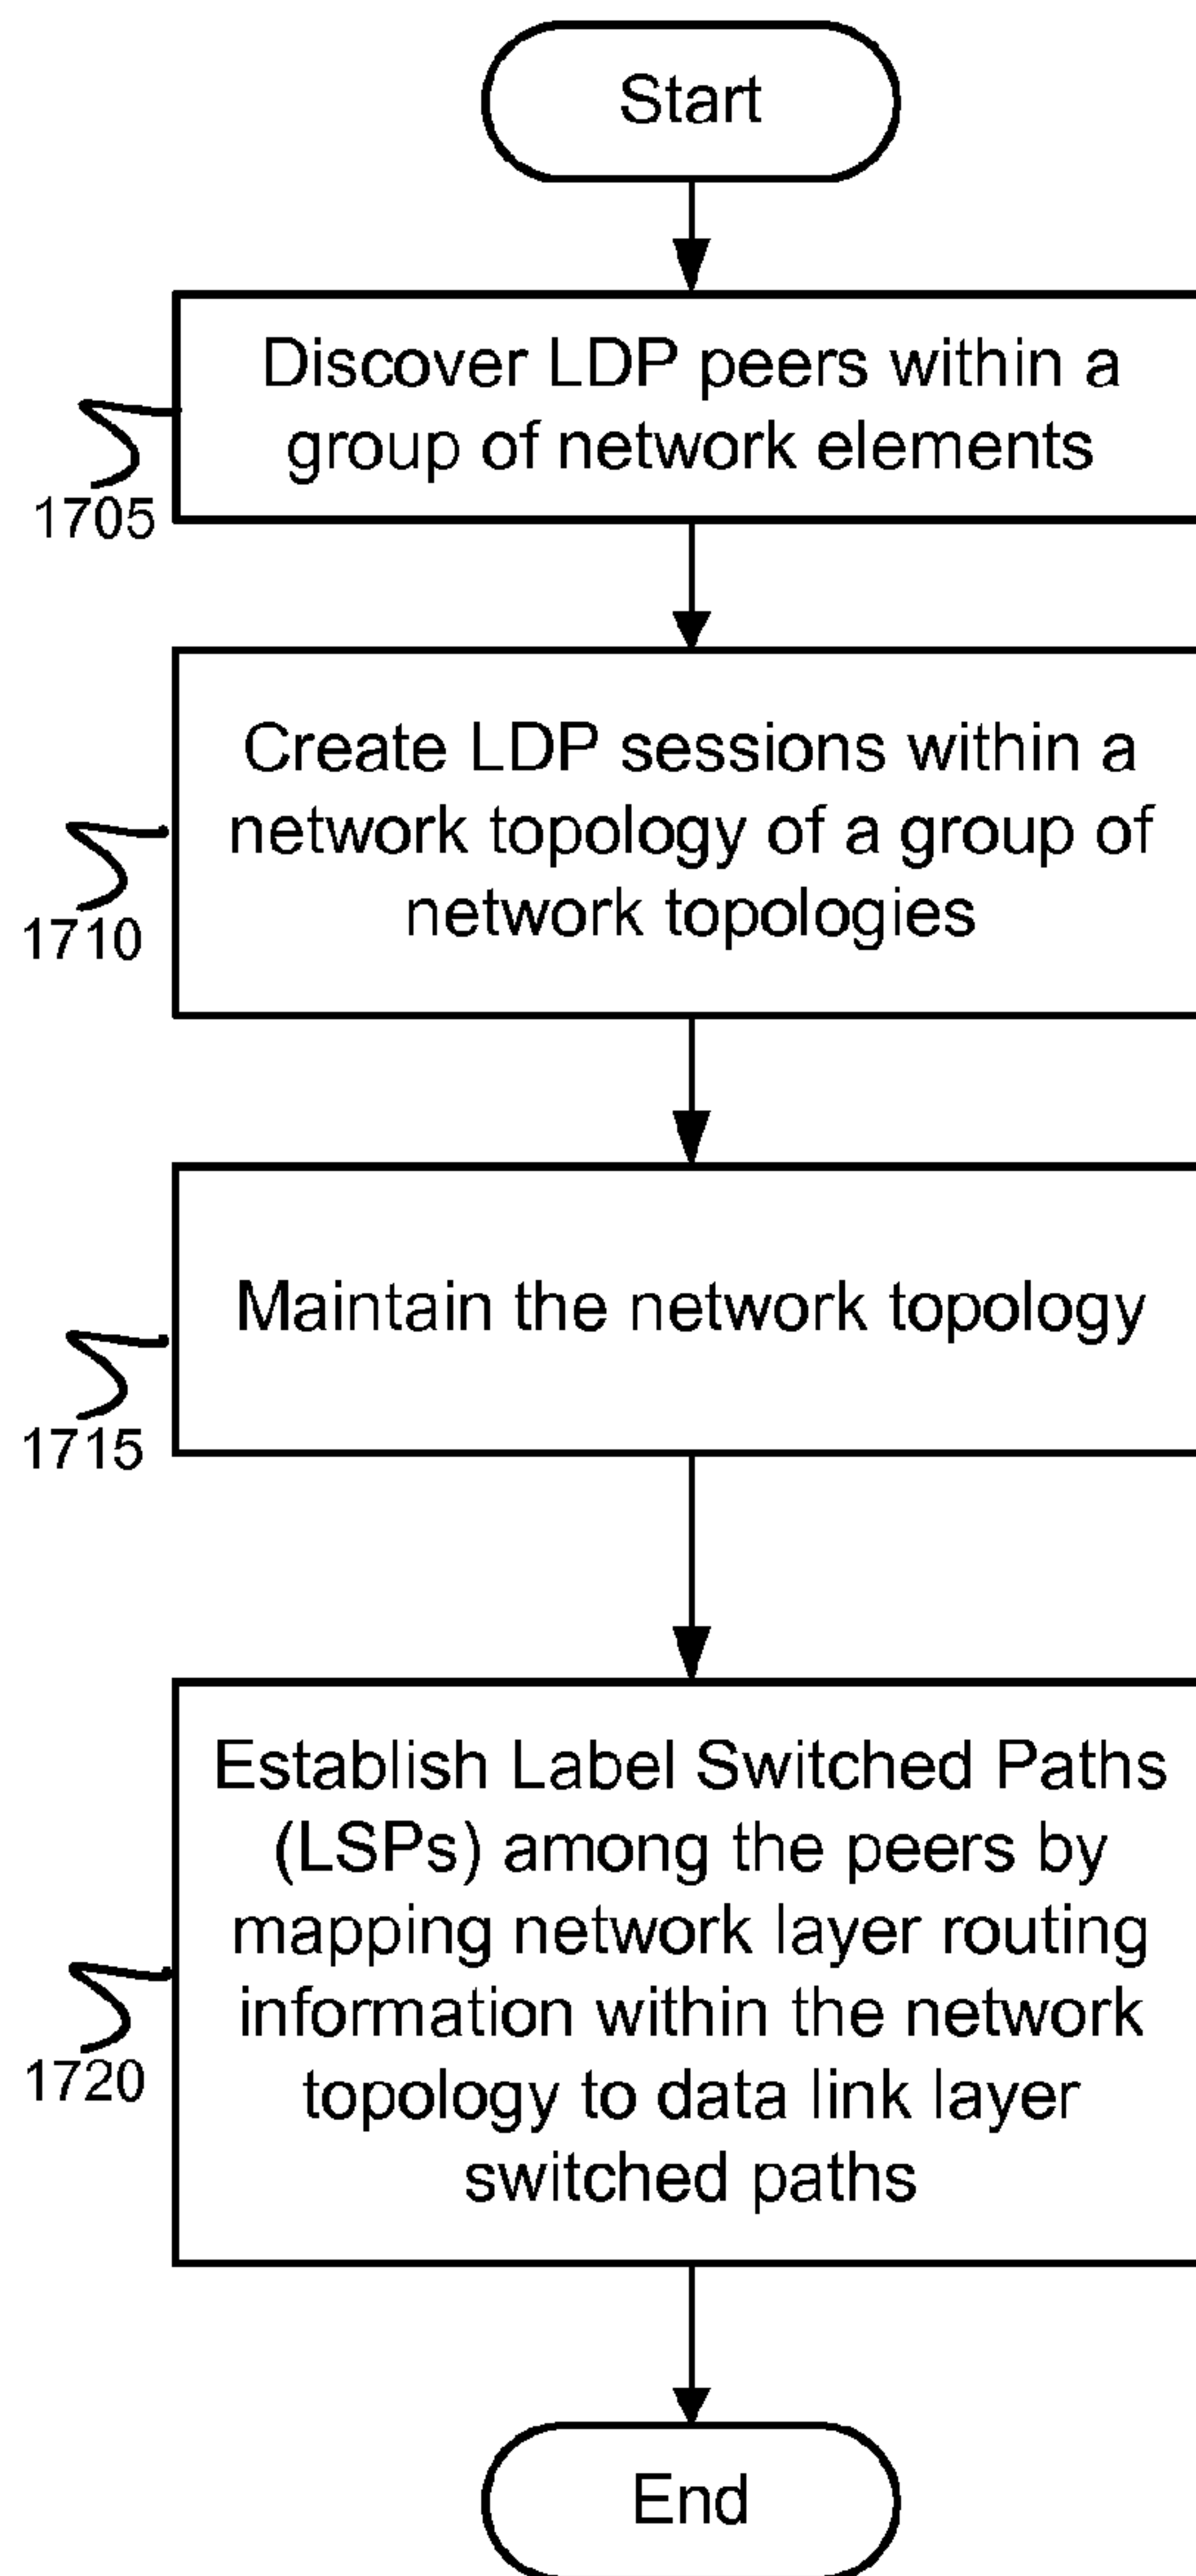 Start
Discover LDP peers within a
group of network elements
1705
Create LDP sessions within a
network topology of a group of
network topologies
1710
Maintain the network topology
1715
Establish Label Switched Paths
(LSPs) among the peers by
mapping network layer routing
information within the network
topology to data link layer
switched paths
1720
End